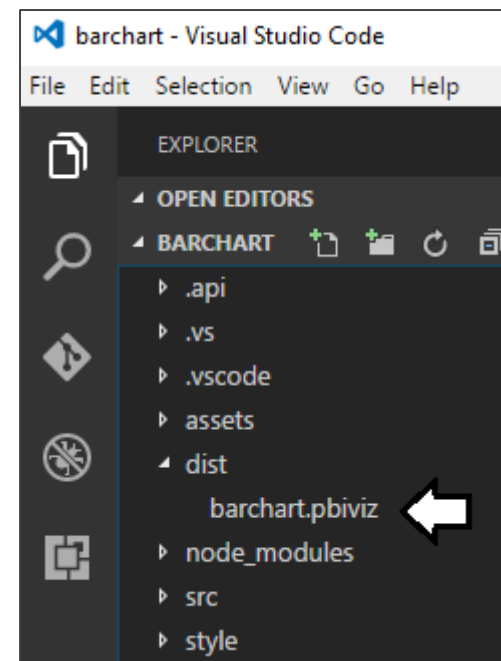 barchart - Visual Studio Code
File Edit Selection View Go Help
EXPLORER
OPEN EDITORS
BARCHART
.api
.vs
.vscode
assets
dist
barchart.pbiviz
node_modules
src
style